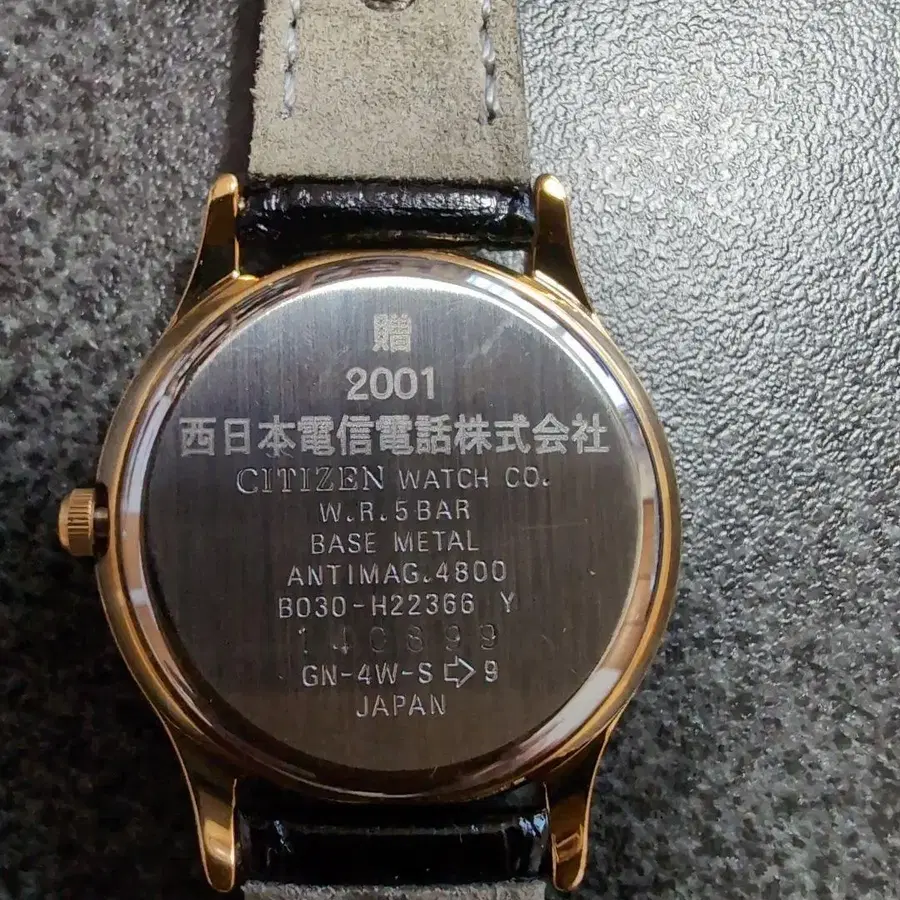 贈
2001
西日本電信電話株式会社
CITIZEN WATCH CO.
W.R.5BAR
BASE METAL
ANTIMAG.4800
B030-H22366 Y
140899
GN-4W-S⇨9
JAPAN